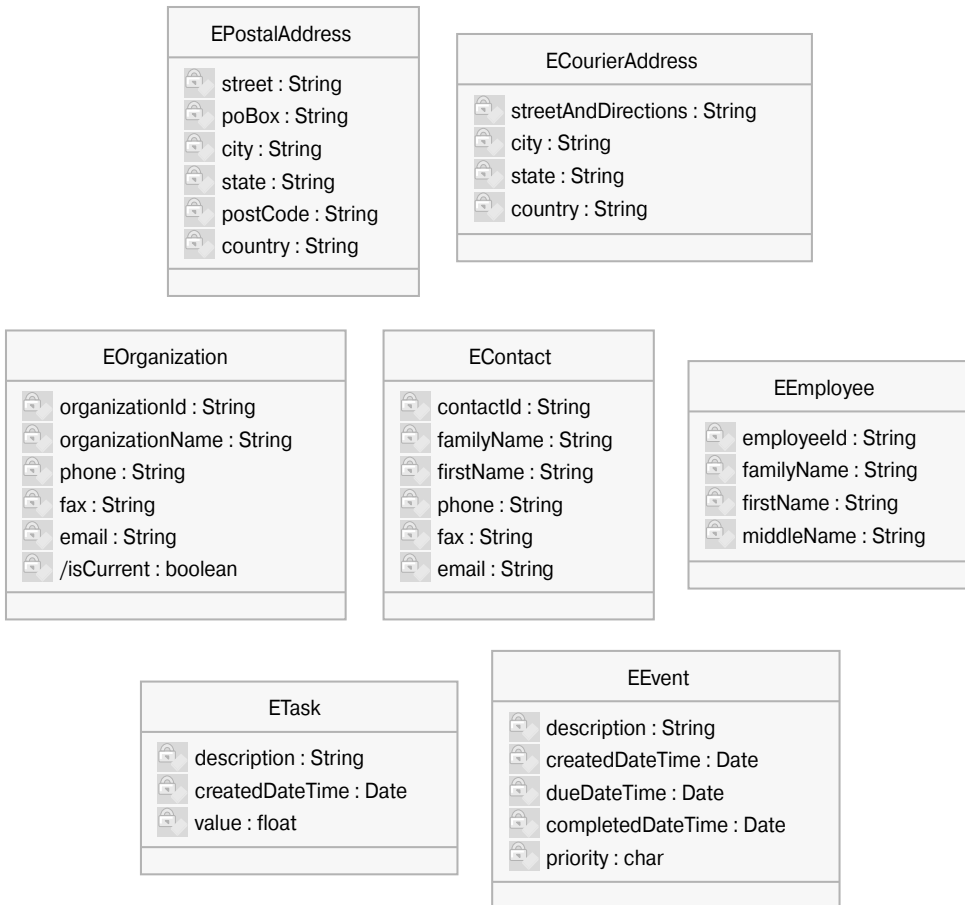 EPostalAddress
street : String
poBox : String
city : String
state : String
postCode : String
country : String
ECourierAddress
streetAndDirections : String
city : String
state : String
country : String
EOrganization
organizationId : String
organizationName : String
phone : String
fax : String
email : String
/isCurrent : boolean
EContact
contactId : String
familyName : String
firstName : String
phone : String
fax : String
email : String
EEmployee
employeeId : String
familyName : String
firstName : String
middleName : String
ETask
description : String
createdDateTime : Date
value : float
EEvent
description : String
createdDateTime : Date
dueDateTime : Date
completedDateTime : Date
priority : char